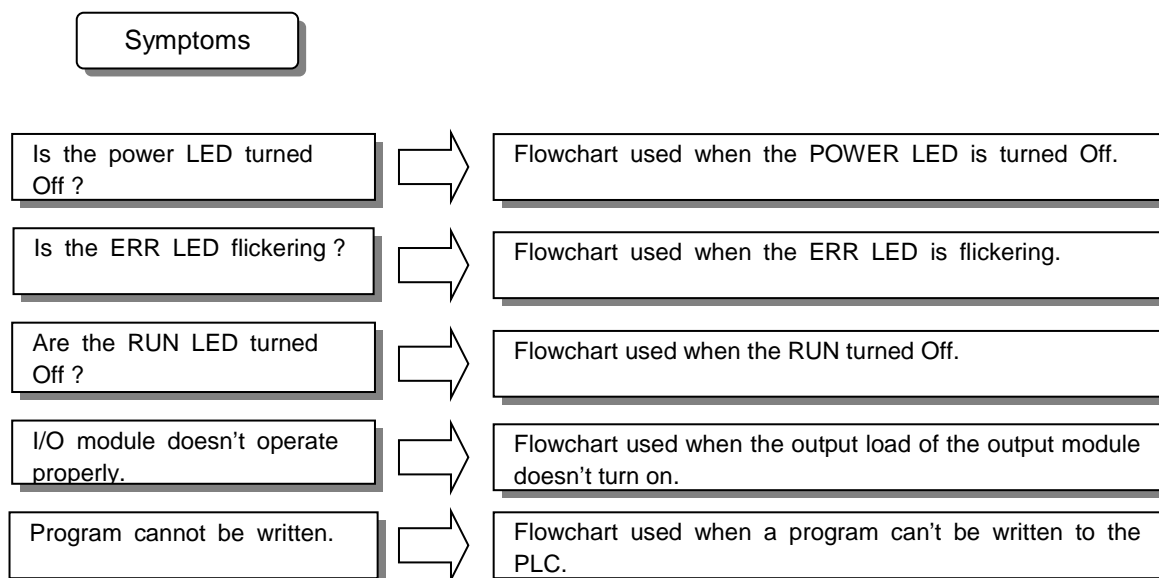 Symptoms
Is the power LED turned
Off ?
Flowchart used when the POWER LED is turned Off.
Is the ERR LED flickering ?
Flowchart used when the ERR LED is flickering.
Are the RUN LED turned
Off ?
Flowchart used when the RUN turned Off.
I/O module doesn’t operate
properly.
Flowchart used when the output load of the output module
doesn’t turn on.
Program cannot be written.
Flowchart used when a program can’t be written to the
PLC.